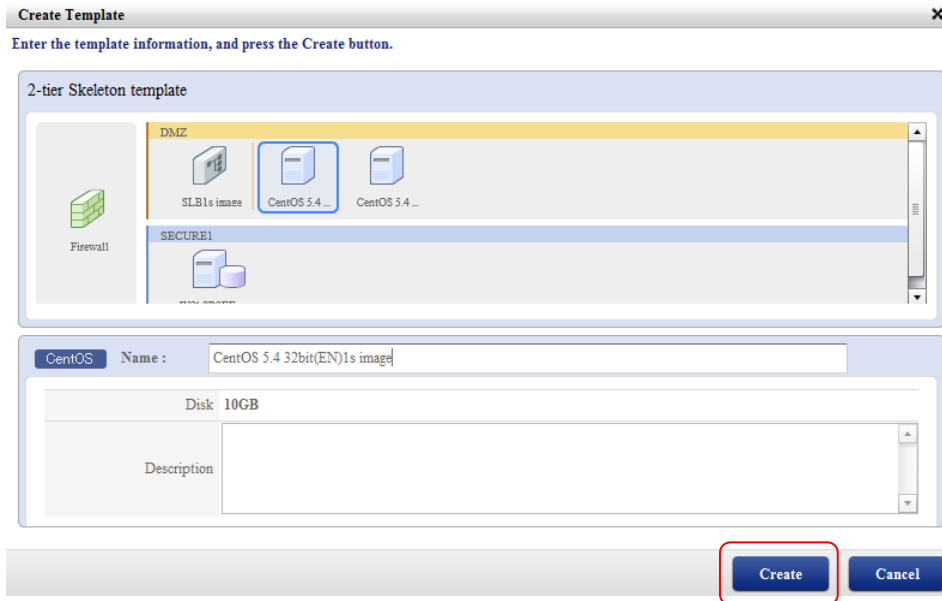 Create Template
Enter the template information, and press the Create button.
2-tier Skeleton template
DMZ
SLB1s image
CentOS 5.4 ...
CentOS 5.4 ...
Firewall
SECURE1
CentOS
Name :
CentOS 5.4 32bit(EN)1s image
Disk
10GB
Description
Create
Cancel